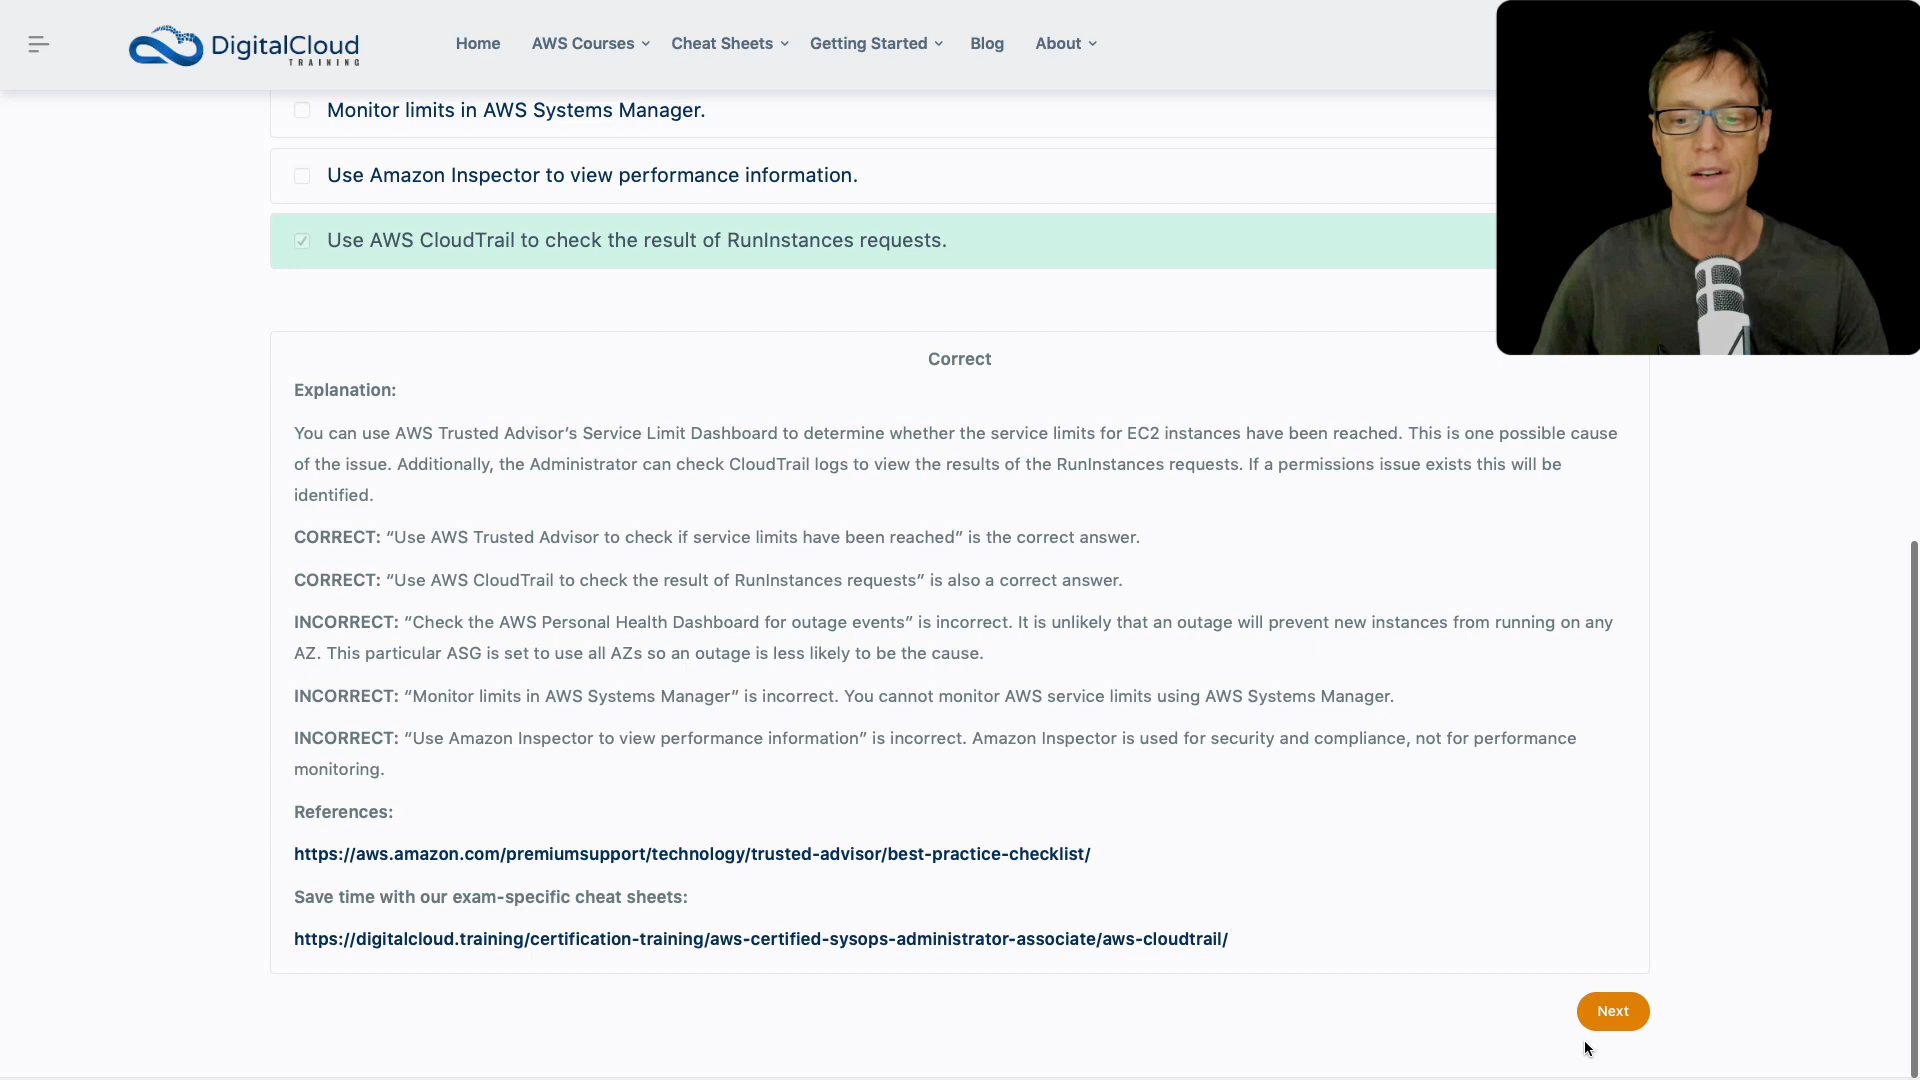 DigitalCloud
TRAINING
Home
AWS Courses
Cheat Sheets
Getting Started
Blog
About
Monitor limits in AWS Systems Manager.
Use Amazon Inspector to view performance information.
Use AWS CloudTrail to check the result of RunInstances requests.
Correct
Explanation:
You can use AWS Trusted Advisor’s Service Limit Dashboard to determine whether the service limits for EC2 instances have been reached. This is one possible cause
of the issue. Additionally, the Administrator can check CloudTrail logs to view the results of the RunInstances requests. If a permissions issue exists this will be
identified.
CORRECT: “Use AWS Trusted Advisor to check if service limits have been reached” is the correct answer.
CORRECT: “Use AWS CloudTrail to check the result of RunInstances requests” is also a correct answer.
INCORRECT: “Check the AWS Personal Health Dashboard for outage events” is incorrect. It is unlikely that an outage will prevent new instances from running on any
AZ. This particular ASG is set to use all AZs so an outage is less likely to be the cause.
INCORRECT: “Monitor limits in AWS Systems Manager” is incorrect. You cannot monitor AWS service limits using AWS Systems Manager.
INCORRECT: “Use Amazon Inspector to view performance information” is incorrect. Amazon Inspector is used for security and compliance, not for performance
monitoring.
References:
https://aws.amazon.com/premiumsupport/technology/trusted-advisor/best-practice-checklist/
Save time with our exam-specific cheat sheets:
https://digitalcloud.training/certification-training/aws-certified-sysops-administrator-associate/aws-cloudtrail/
Next